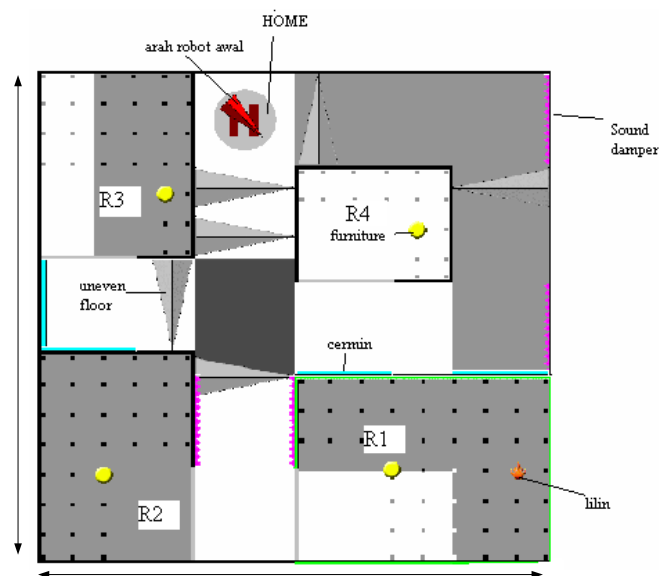 HOME
arah robot awal
N
Sound
damper
R3
R4
furniture
uneven
floor
cermin
R1
R2
lilin